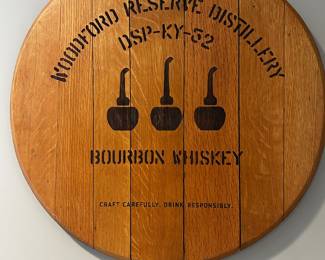 WOODFORD RESERVE DISTILLERY
DSP-KY-52
BOURBON WHISKEY
CRAFT CAREFULLY. DRINK RESPONSIBLY.